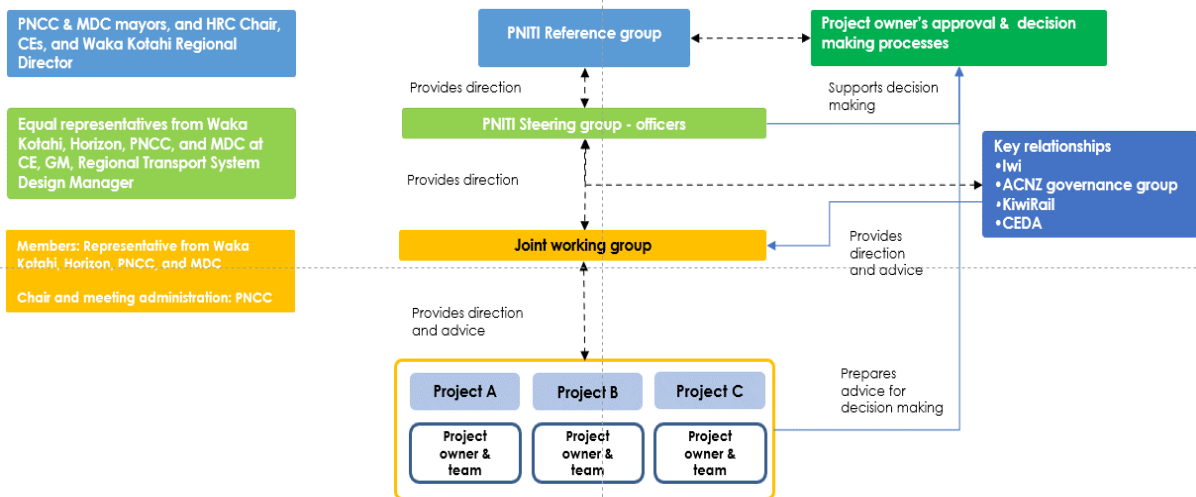 PNCC & MDC mayors, and HRC Chair,
CEs, and Waka Kotahi Regional
Director
PNITI Reference group
Project owner's approval & decision
making processes
Provides direction
Supports decision
making
Equal representatives from Waka
Kotahi, Horizon, PNCC, and MDC at
CE, GM, Regional Transport System
Design Manager
PNITI Steering group - officers
Provides direction
Key relationships
•Iwi
•ACNZ governance group
•KiwiRail
•CEDA
Members: Representative from Waka
Kotahi, Horizon, PNCC, and MDC
Chair and meeting administration: PNCC
Joint working group
Provides
direction
and advice
Provides direction
and advice
Project A
Project B
Project C
Prepares
advice for
decision making
Project
owner &
team
Project
owner &
team
Project
owner &
team